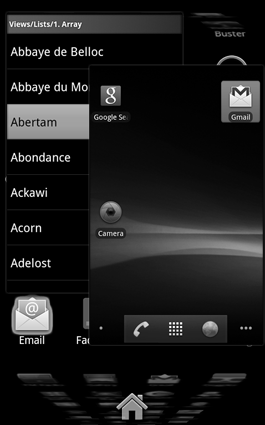 Views/Lists/1. Array
Buster
Abbaye de Belloc
Abbaye du Mo
Abertam
Abondance
Ackawi
Acorn
Adelost
Google Se
Gmail
Camera
Email
Fac